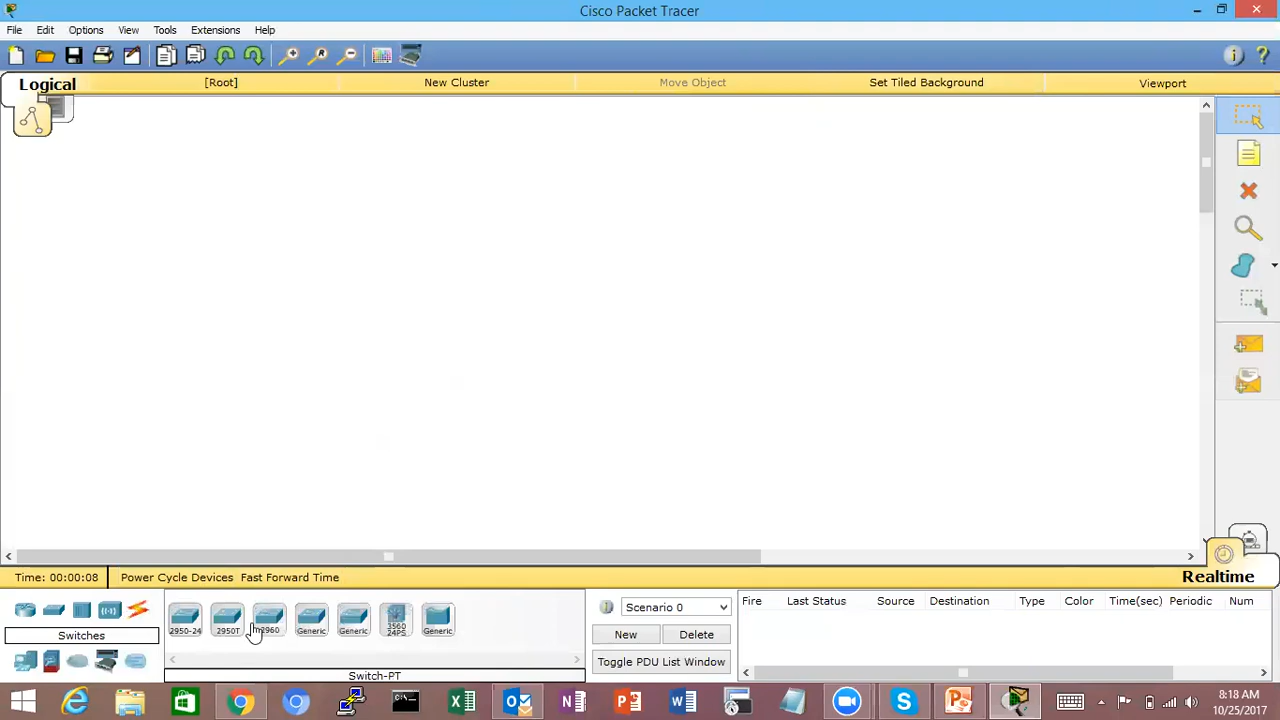 Cisco Packet Tracer
File Edit Options View Tools Extensions Help
Logical [Root] New Cluster Move Object Set Tiled Background Viewport
Time: 00:00:08 Power Cycle Devices Fast Forward Time
Realtime
Scenario 0
Fire Last Status Source Destination Type Color Time(sec) Periodic Num
2950-24 2950T 2960 Generic Generic 3560 24PS Generic
Switches
New Delete
Toggle PDU List Window
Switch-PT
8:18 AM
10/25/2017